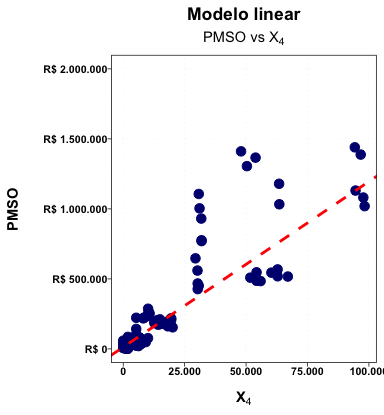 Modelo linear
PMSO vs X₄
PMSO
R$ 2.000.000
R$ 1.500.000
R$ 1.000.000
R$ 500.000
R$ 0
0 25.000 50.000 75.000 100.000
X₄